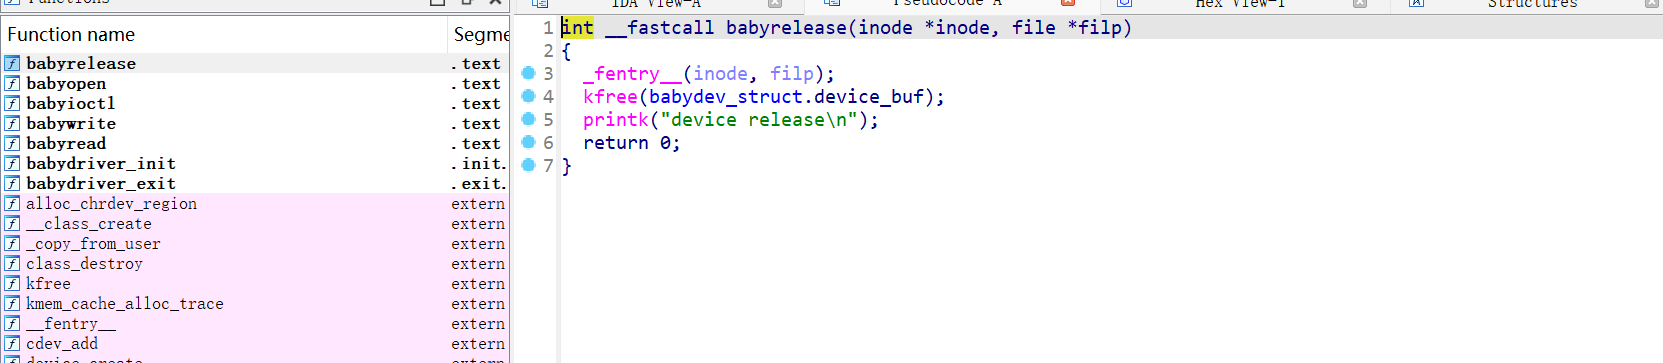 Functions
IDA View-A
Pseudocode-A
Hex View-1
Structures
Function name
Segme
babyrelease
.text
babyopen
.text
babyioctl
.text
babywrite
.text
babyread
.text
babydriver_init
.init.
babydriver_exit
.exit.
alloc_chrdev_region
extern
__class_create
extern
_copy_from_user
extern
class_destroy
extern
kfree
extern
kmem_cache_alloc_trace
extern
__fentry__
extern
cdev_add
extern
device_create
extern
1 int __fastcall babyrelease(inode *inode, file *filp)
2 {
3 _fentry__(inode, filp);
4 kfree(babydev_struct.device_buf);
5 printk("device release\n");
6 return 0;
7 }